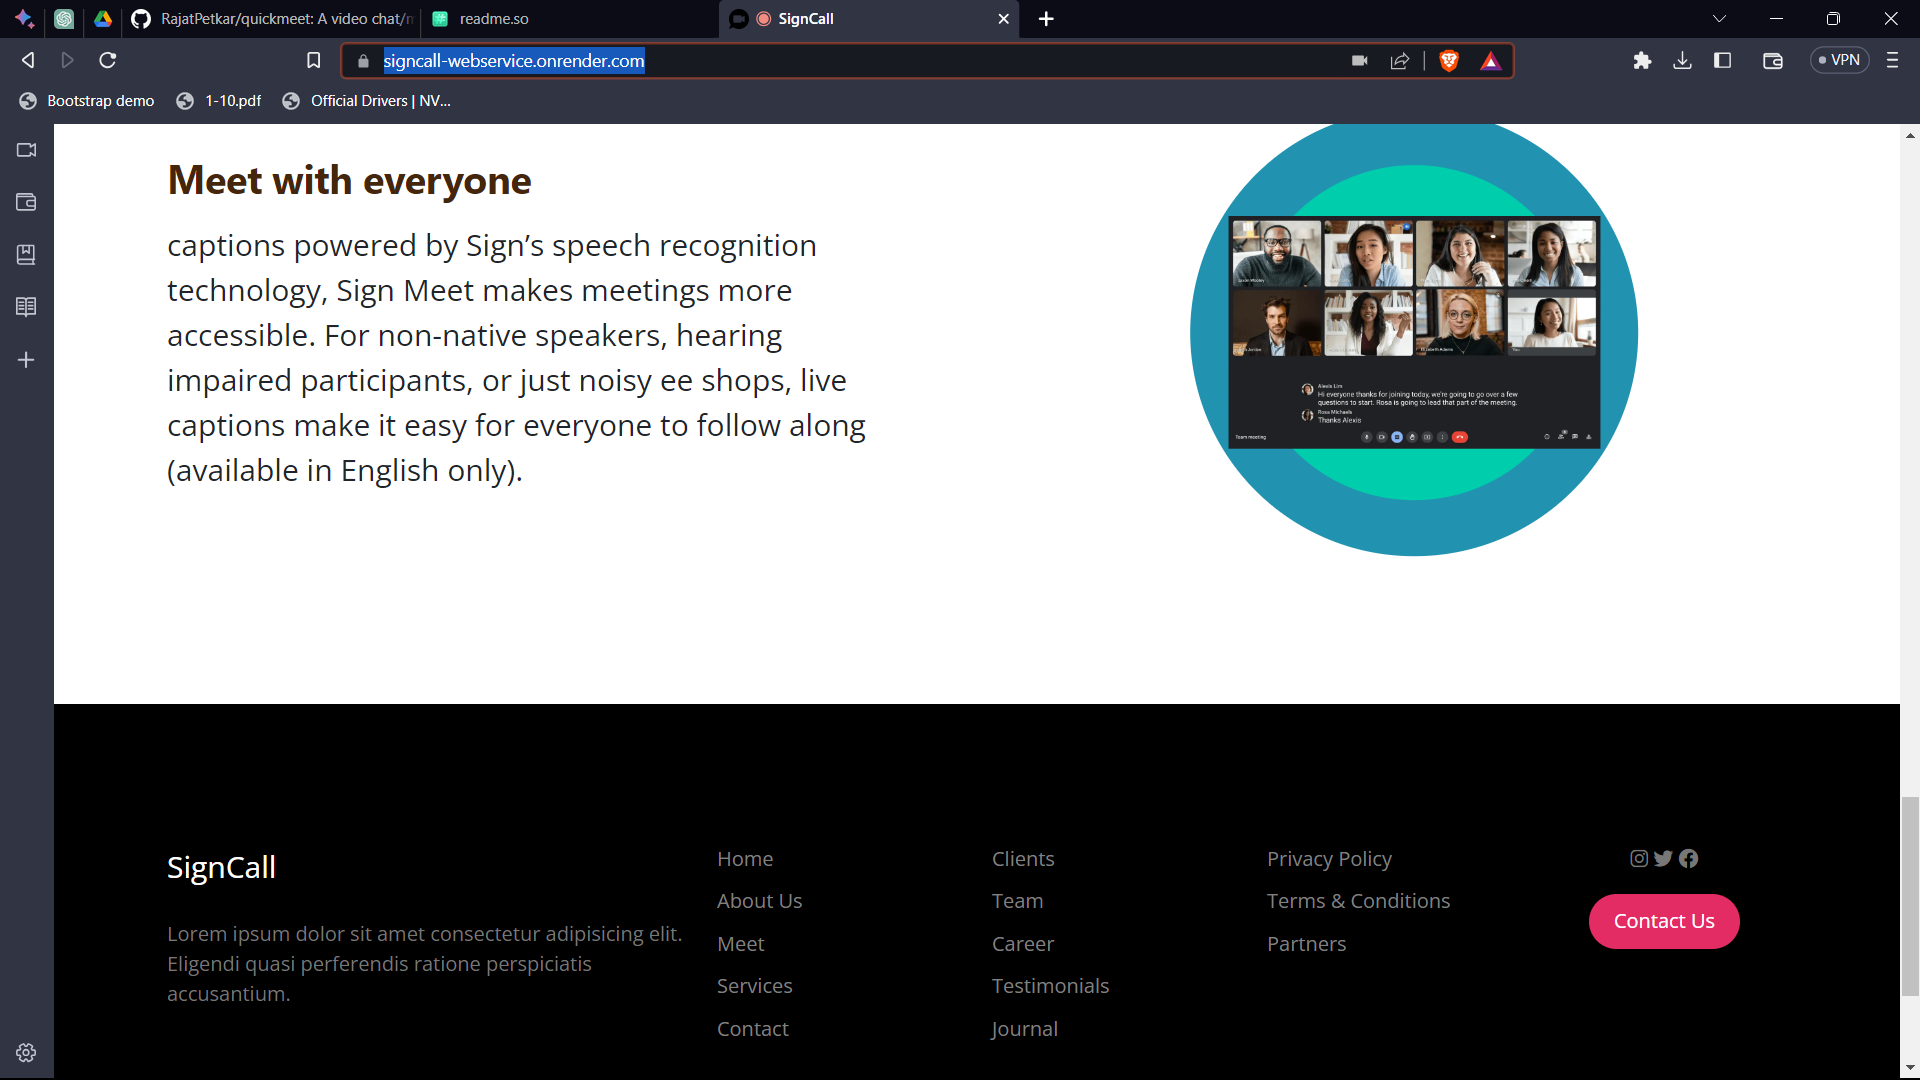 RajatPetkar/quickmeet: A video chat/m
readme.so
SignCall
signcall-webservice.onrender.com
VPN
Bootstrap demo
1-10.pdf
Official Drivers | NV...
Meet with everyone
captions powered by Sign’s speech recognition
technology, Sign Meet makes meetings more
accessible. For non-native speakers, hearing
impaired participants, or just noisy ee shops, live
captions make it easy for everyone to follow along
(available in English only).
Alexis Lim
Hi everyone thanks for joining today, we're going to go over a few
questions to start. Rosa is going to lead that part of the meeting.
Rosa Michaels
Thanks Alexis
Team meeting
You
SignCall
Lorem ipsum dolor sit amet consectetur adipisicing elit.
Eligendi quasi perferendis ratione perspiciatis
accusantium.
Home
About Us
Meet
Services
Contact
Clients
Team
Career
Testimonials
Journal
Privacy Policy
Terms & Conditions
Partners
Contact Us